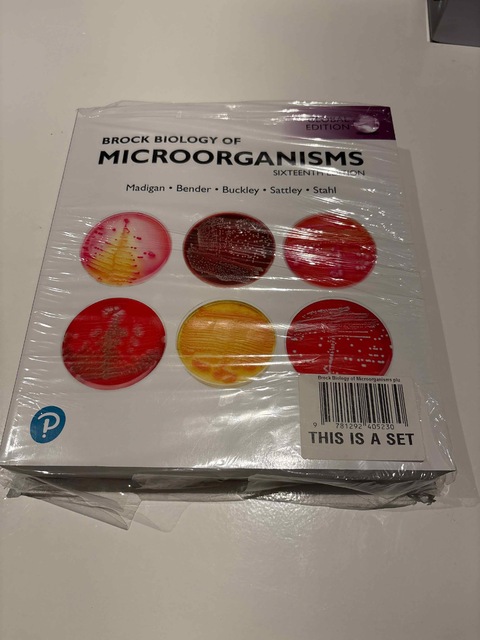 EDITION
BROCK BIOLOGY OF
MICROORGANISMS
SIXTEENTH EDITION
Madigan • Bender • Buckley • Sattley • Stahl
P
Brock Biology of Microorganisms plu
9 781292 405230
THIS IS A SET